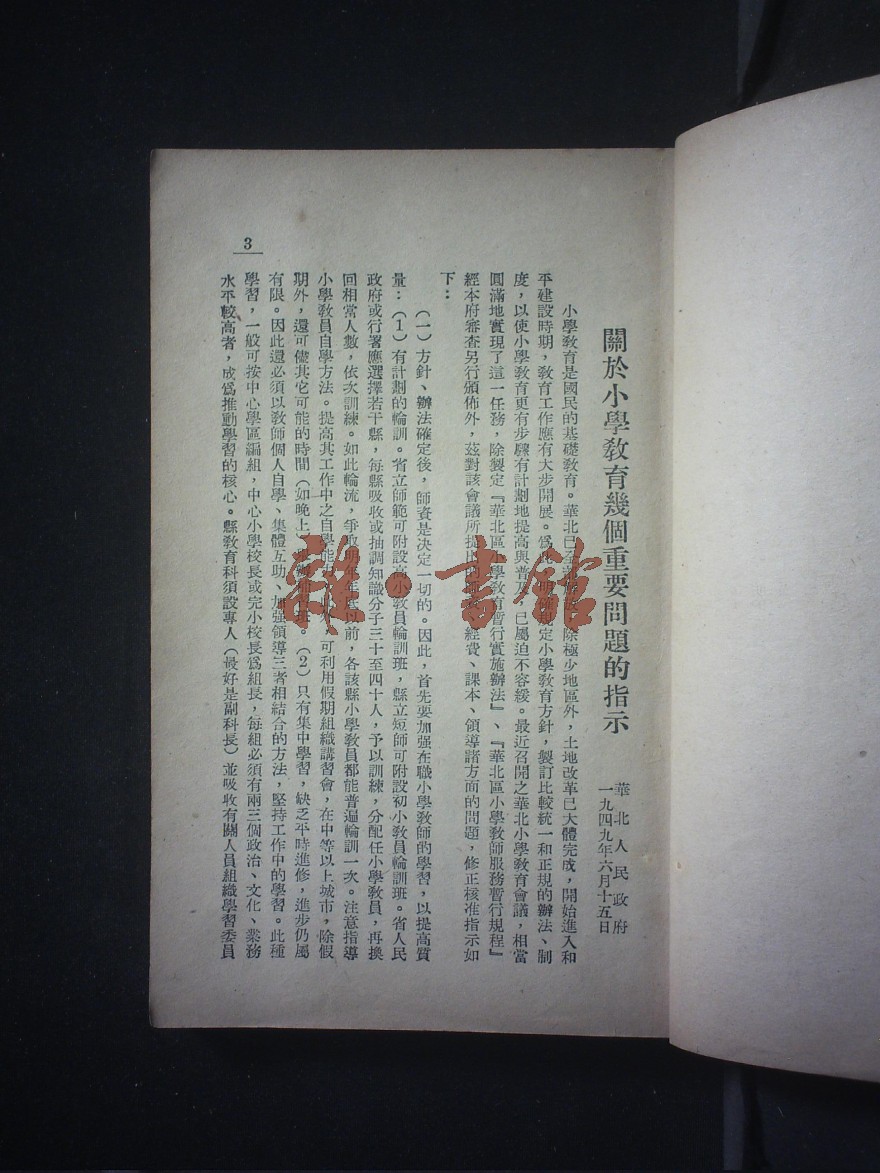 關於小學教育幾個重要問題的指示
華北人民政府
一九四九年六月十五日
小學教育是國民的基礎教育。華北已全 除極少地區外，土地改革已大體完成，開始進入和
平建設時期，教育工作應有大步開展。爲 定小學教育方針，製訂比較統一和正規的辦法、制
度，以使小學教育更有步驟有計劃地提高與普及，已屬迫不容緩。最近召開之華北小學教育會議，相當
圓滿地實現了這一任務，除製定『華北區小學教育暫行實施辦法』、『華北區小學教師服務暫行規程』
經本府審查另行頒佈外，茲對該會議所提出 經費、課本、領導諸方面的問題，修正核准指示如
下：
（一）方針、辦法確定後，師資是决定一切的。因此，首先要加强在職小學教師的學習，以提高質
量：（1）有計劃的輪訓。省立師範可附設高小教員輪訓班，縣立短師可附設初小教員輪訓班。省人民
政府或行署應選擇若干縣，每縣吸收或抽調知識分子三十至四十人，予以訓練，分配任小學教員，再換
回相當人數，依次訓練。如此輪流，爭取 年底以前，各該縣小學教員都能普遍輪訓一次。注意指導
小學教員自學方法。提高其工作中之自學能 可利用假期組織講習會，在中等以上城市，除假
期外，還可儘其它可能的時間（如晚上 班。（2）只有集中學習，缺乏平時進修，進步仍屬
有限。因此還必須以教師個人自學、集體互助、加强領導三者相結合的方法，堅持工作中的學習。此種
學習，一般可按中心學區編組，中心小學校長或完小校長爲組長，每組必須有兩三個政治、文化、業務
水平較高者，成爲推動學習的核心。縣教育科須設專人（最好是副科長）並吸收有關人員組織學習委員
3
雜·書館